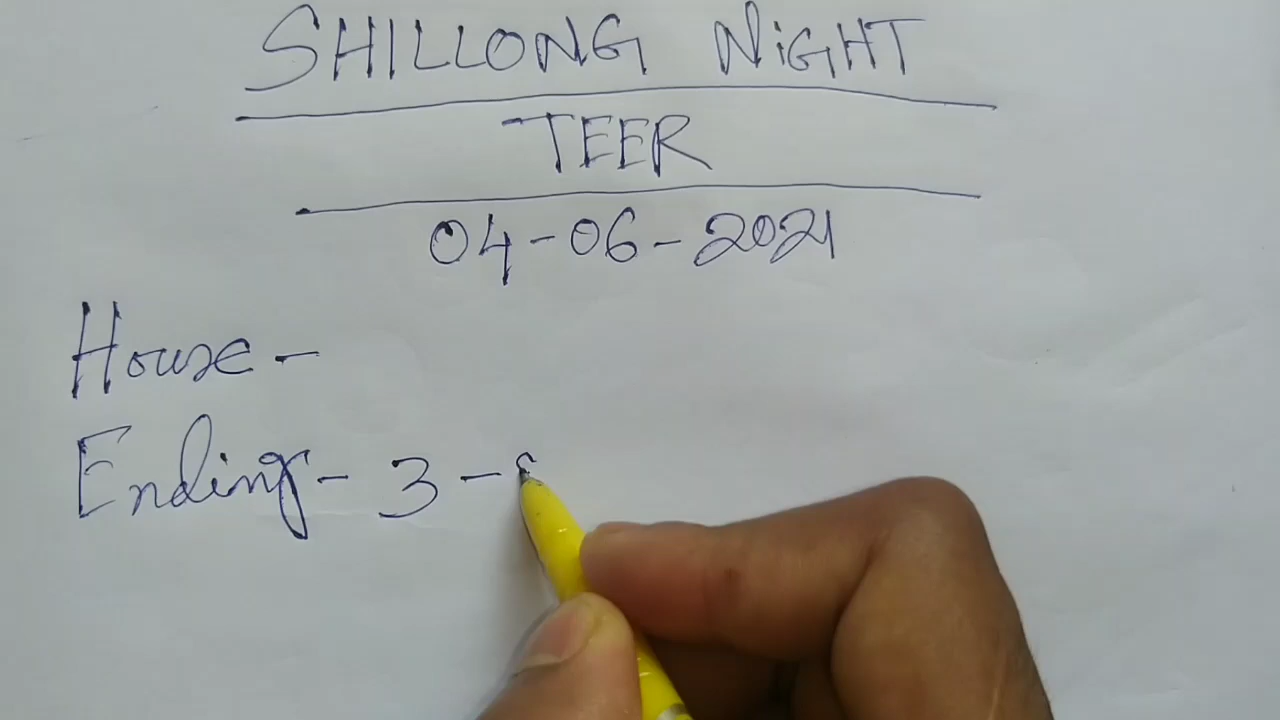 SHILLONG NiGHT
TEER
04-06-2021
House -
Ending - 3 -